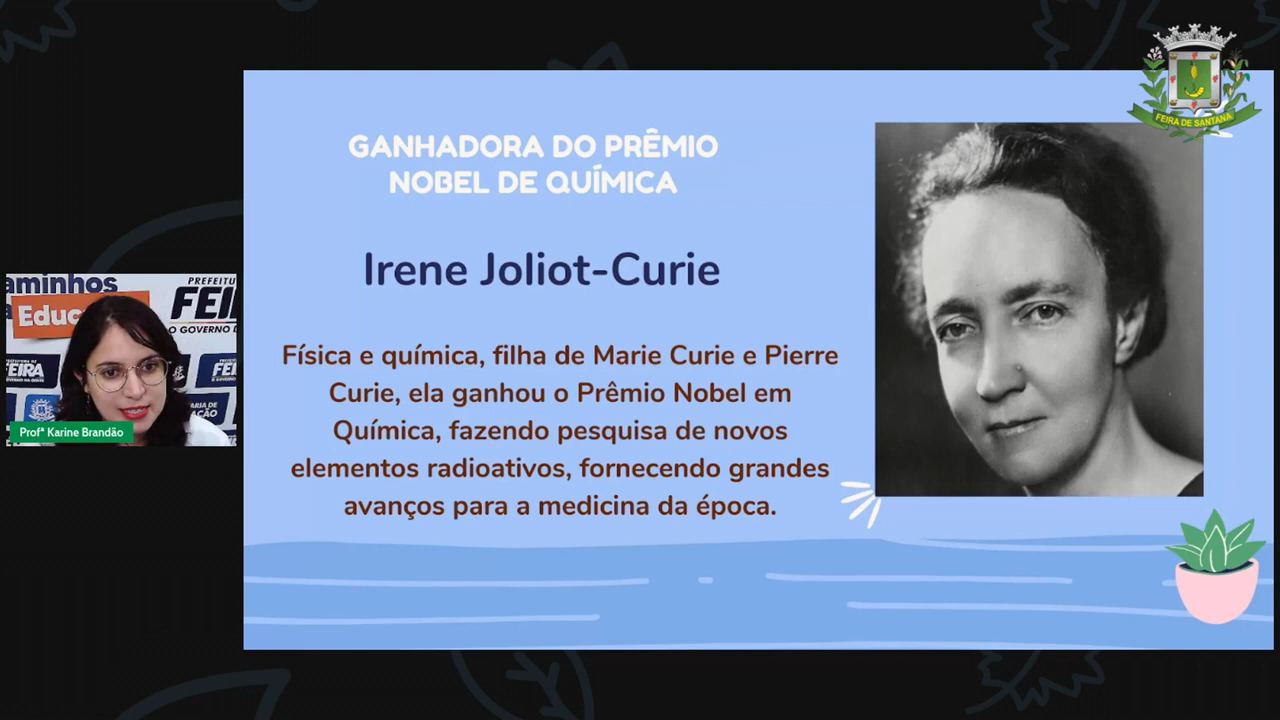 FEIRA DE SANTANA
GANHADORA DO PRÊMIO
NOBEL DE QUÍMICA
Irene Joliot-Curie
Física e química, filha de Marie Curie e Pierre
Curie, ela ganhou o Prêmio Nobel em
Química, fazendo pesquisa de novos
elementos radioativos, fornecendo grandes
avanços para a medicina da época.
aminhos
Educ
PREFEITU
FEI
O GOVERNO D
FEIRA
FEI
Profª Karine Brandão